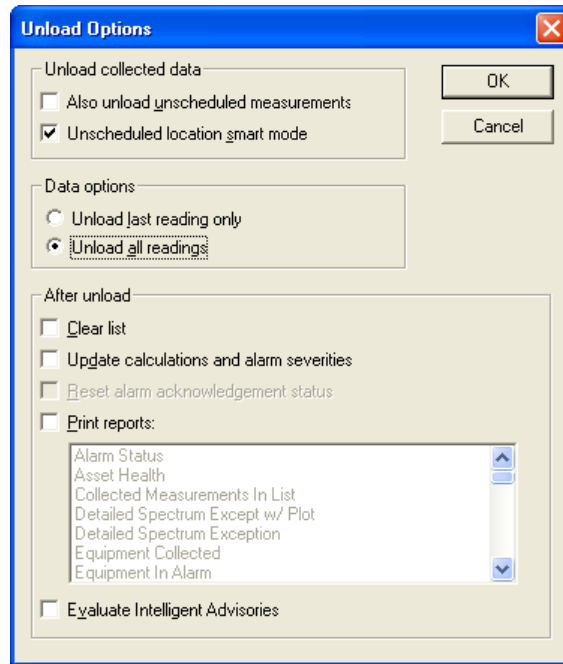 Unload Options
Unload collected data
OK
Also unload unscheduled measurements
Unscheduled location smart mode
Cancel
Data options
Unload last reading only
Unload all readings
After unload
Clear list
Update calculations and alarm severities
Reset alarm acknowledgement status
Print reports:
Alarm Status
Asset Health
Collected Measurements In List
Detailed Spectrum Except w/ Plot
Detailed Spectrum Exception
Equipment Collected
Equipment In Alarm
Evaluate Intelligent Advisories